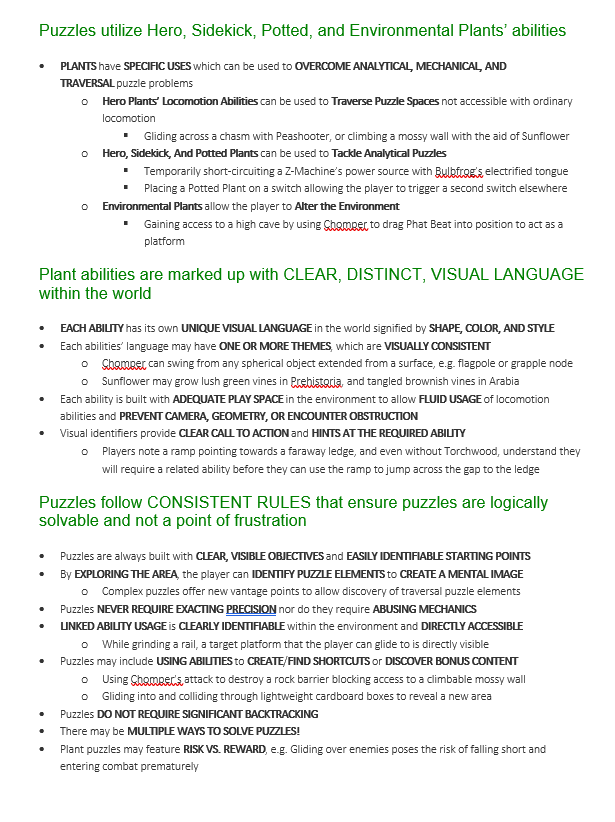 Puzzles utilize Hero, Sidekick, Potted, and Environmental Plants' abilities
• PLANTS have SPECIFIC USES which can be used to OVERCOME ANALYTICAL, MECHANICAL, AND
TRAVERSAL puzzle problems
o Hero Plants' Locomotion Abilities can be used to Traverse Puzzle Spaces not accessible with ordinary
locomotion
▪ Gliding across a chasm with Peashooter, or climbing a mossy wall with the aid of Sunflower
o Hero, Sidekick, And Potted Plants can be used to Tackle Analytical Puzzles
▪ Temporarily short-circuiting a Z-Machine's power source with Bulbfrog's electrified tongue
▪ Placing a Potted Plant on a switch allowing the player to trigger a second switch elsewhere
o Environmental Plants allow the player to Alter the Environment
▪ Gaining access to a high cave by using Chomper to drag Phat Beat into position to act as a
platform
Plant abilities are marked up with CLEAR, DISTINCT, VISUAL LANGUAGE
within the world
• EACH ABILITY has its own UNIQUE VISUAL LANGUAGE in the world signified by SHAPE, COLOR, AND STYLE
• Each abilities' language may have ONE OR MORE THEMES, which are VISUALLY CONSISTENT
o Chomper can swing from any spherical object extended from a surface, e.g. flagpole or grapple node
o Sunflower may grow lush green vines in Prehistoria, and tangled brownish vines in Arabia
• Each ability is built with ADEQUATE PLAY SPACE in the environment to allow FLUID USAGE of locomotion
abilities and PREVENT CAMERA, GEOMETRY, OR ENCOUNTER OBSTRUCTION
• Visual identifiers provide CLEAR CALL TO ACTION and HINTS AT THE REQUIRED ABILITY
o Players note a ramp pointing towards a faraway ledge, and even without Torchwood, understand they
will require a related ability before they can use the ramp to jump across the gap to the ledge
Puzzles follow CONSISTENT RULES that ensure puzzles are logically
solvable and not a point of frustration
• Puzzles are always built with CLEAR, VISIBLE OBJECTIVES and EASILY IDENTIFIABLE STARTING POINTS
• By EXPLORING THE AREA, the player can IDENTIFY PUZZLE ELEMENTS to CREATE A MENTAL IMAGE
o Complex puzzles offer new vantage points to allow discovery of traversal puzzle elements
• Puzzles NEVER REQUIRE EXACTING PRECISION nor do they require ABUSING MECHANICS
• LINKED ABILITY USAGE is CLEARLY IDENTIFIABLE within the environment and DIRECTLY ACCESSIBLE
o While grinding a rail, a target platform that the player can glide to is directly visible
• Puzzles may include USING ABILITIES to CREATE/FIND SHORTCUTS or DISCOVER BONUS CONTENT
o Using Chomper's attack to destroy a rock barrier blocking access to a climbable mossy wall
o Gliding into and colliding through lightweight cardboard boxes to reveal a new area
• Puzzles DO NOT REQUIRE SIGNIFICANT BACKTRACKING
• There may be MULTIPLE WAYS TO SOLVE PUZZLES!
• Plant puzzles may feature RISK VS. REWARD, e.g. Gliding over enemies poses the risk of falling short and
entering combat prematurely